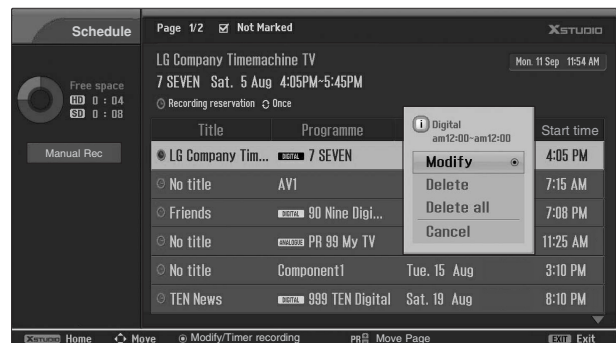 Schedule
Page 1/2 Not Marked
XSTUDIO
LG Company Timemachine TV
Mon. 11 Sep 11:54 AM
7 SEVEN Sat. 5 Aug 4:05PM~5:45PM
Recording reservation Once
Free space
HD 0 : 04
SD 0 : 08
Manual Rec
Title Programme Start time
LG Company Tim... DIGITAL 7 SEVEN 4:05 PM
No title AV1 7:15 AM
Friends DIGITAL 90 Nine Digi... 7:08 PM
No title ANALOGUE PR 99 My TV 11:25 AM
No title Component1 Tue. 15 Aug 3:10 PM
TEN News DIGITAL 999 TEN Digital Sat. 19 Aug 8:10 PM
i Digital
am12:00~am12:00
Modify
Delete
Delete all
Cancel
XSTUDIO Home Move Modify/Timer recording PR Move Page EXIT Exit